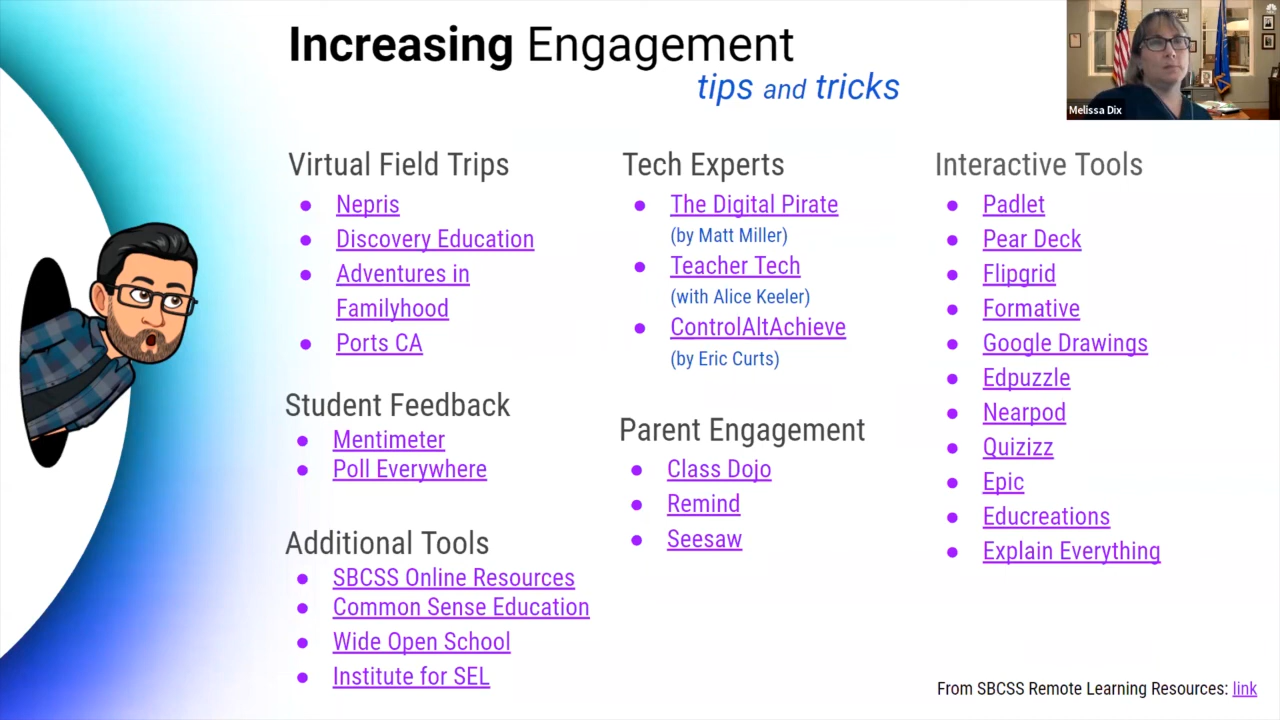 Increasing Engagement
tips and tricks
Melissa Dix
Virtual Field Trips
Nepris
Discovery Education
Adventures in
Familyhood
Ports CA
Student Feedback
Mentimeter
Poll Everywhere
Additional Tools
SBCSS Online Resources
Common Sense Education
Wide Open School
Institute for SEL
Tech Experts
The Digital Pirate
(by Matt Miller)
Teacher Tech
(with Alice Keeler)
ControlAltAchieve
(by Eric Curts)
Parent Engagement
Class Dojo
Remind
Seesaw
Interactive Tools
Padlet
Pear Deck
Flipgrid
Formative
Google Drawings
Edpuzzle
Nearpod
Quizizz
Epic
Educreations
Explain Everything
From SBCSS Remote Learning Resources: link